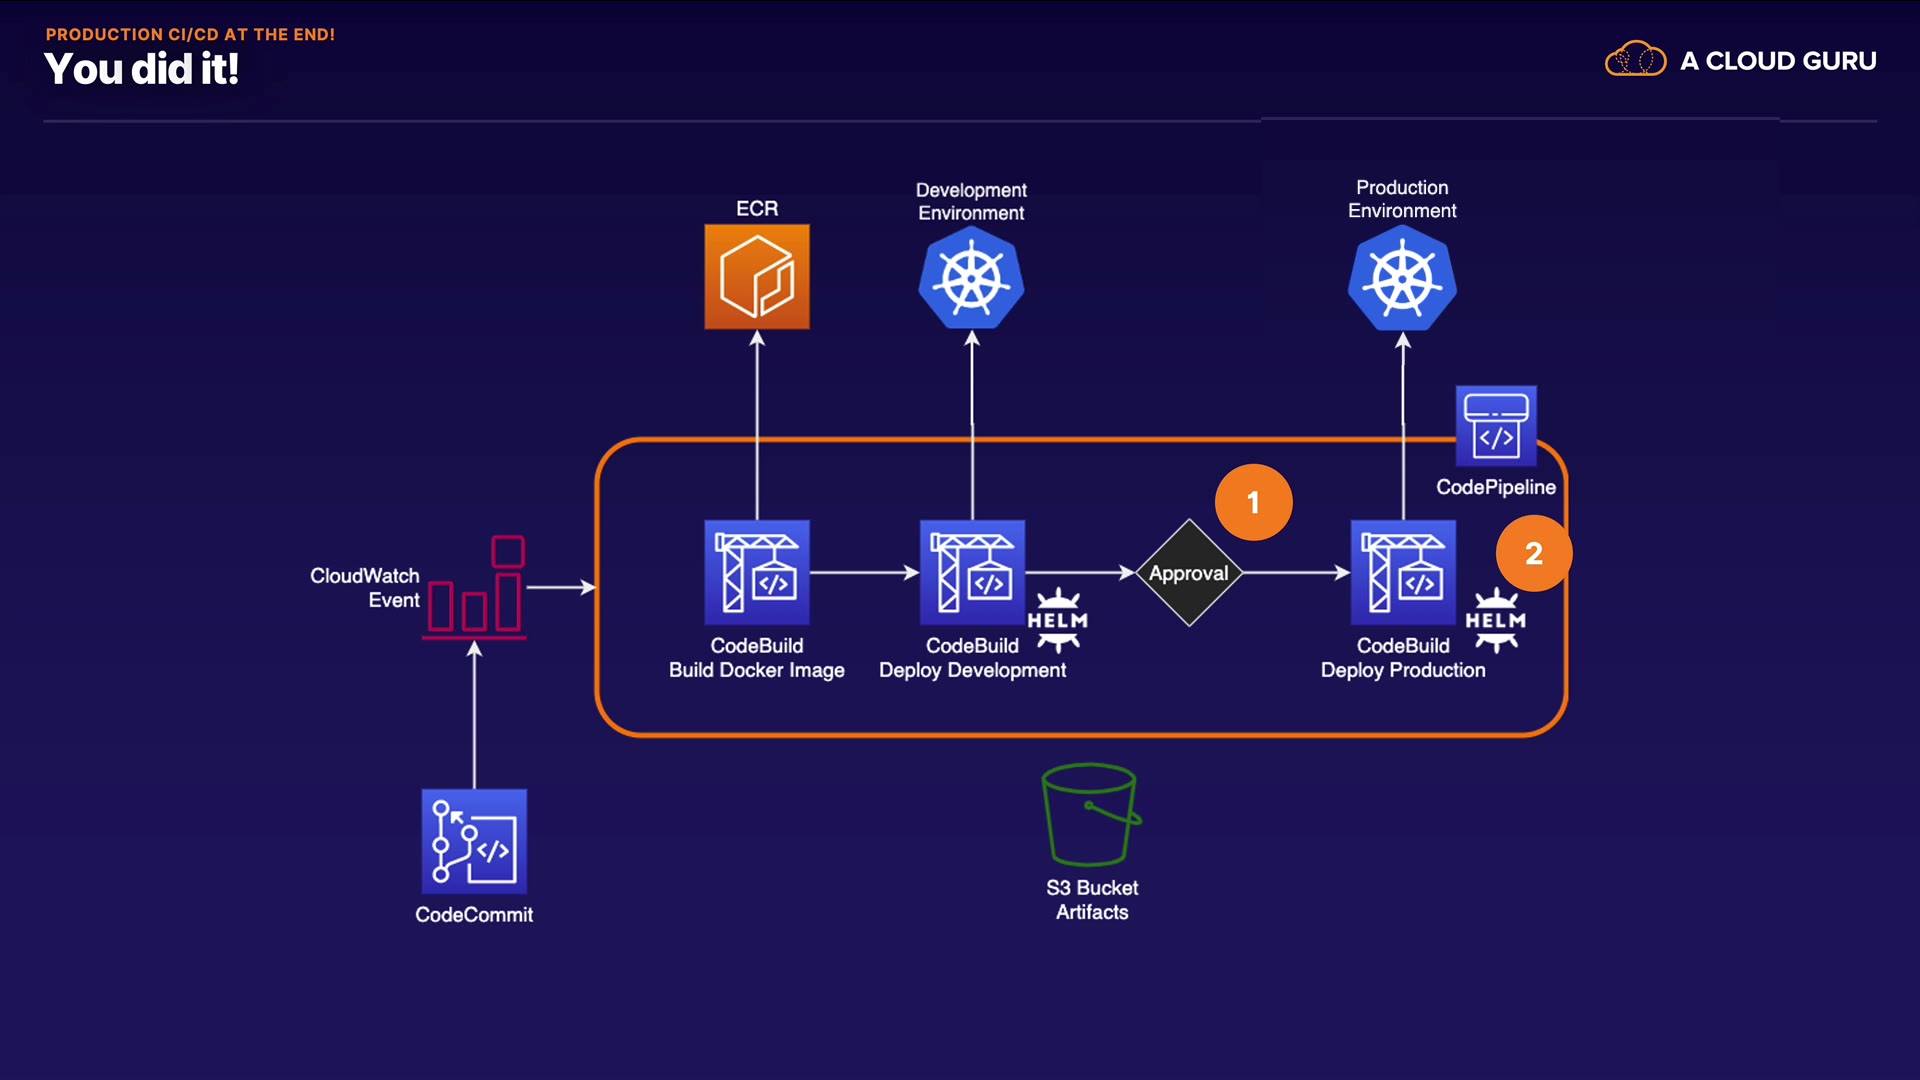 PRODUCTION CI/CD AT THE END!
You did it!
A CLOUD GURU
ECR
Development
Environment
Production
Environment
</>
CodePipeline
1
2
CloudWatch
Event
</>
</>
Approval
</>
HELM
HELM
CodeBuild
Build Docker Image
CodeBuild
Deploy Development
CodeBuild
Deploy Production
</>
CodeCommit
S3 Bucket
Artifacts